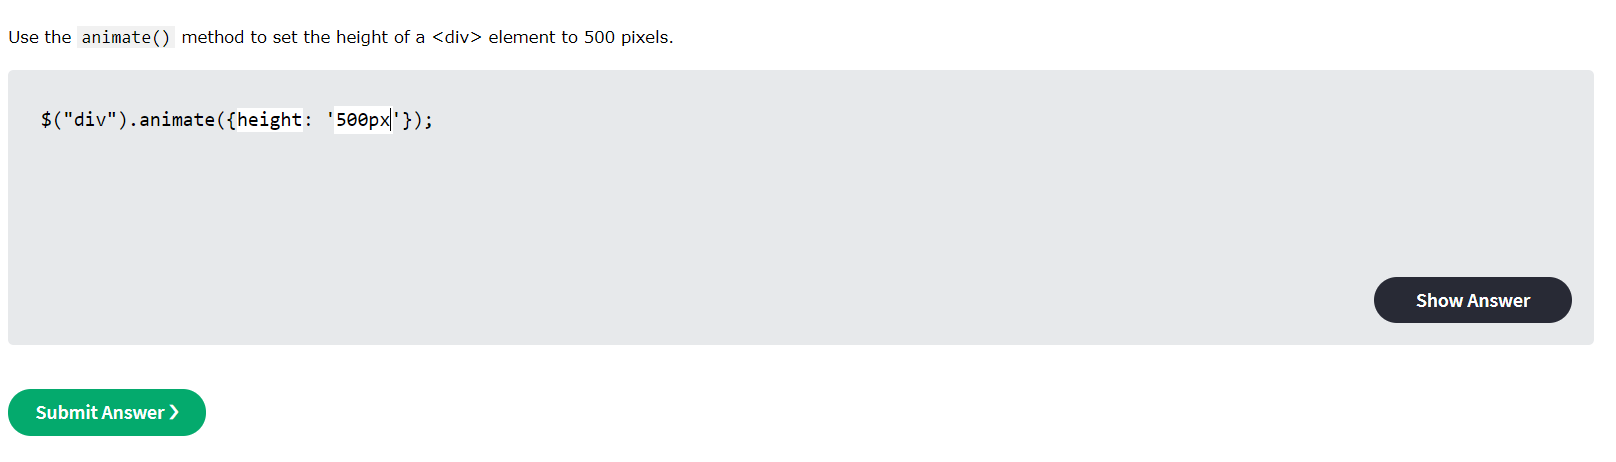 Use the animate() method to set the height of a <div> element to 500 pixels.
$("div").animate({height: '500px'});
Show Answer
Submit Answer ❯